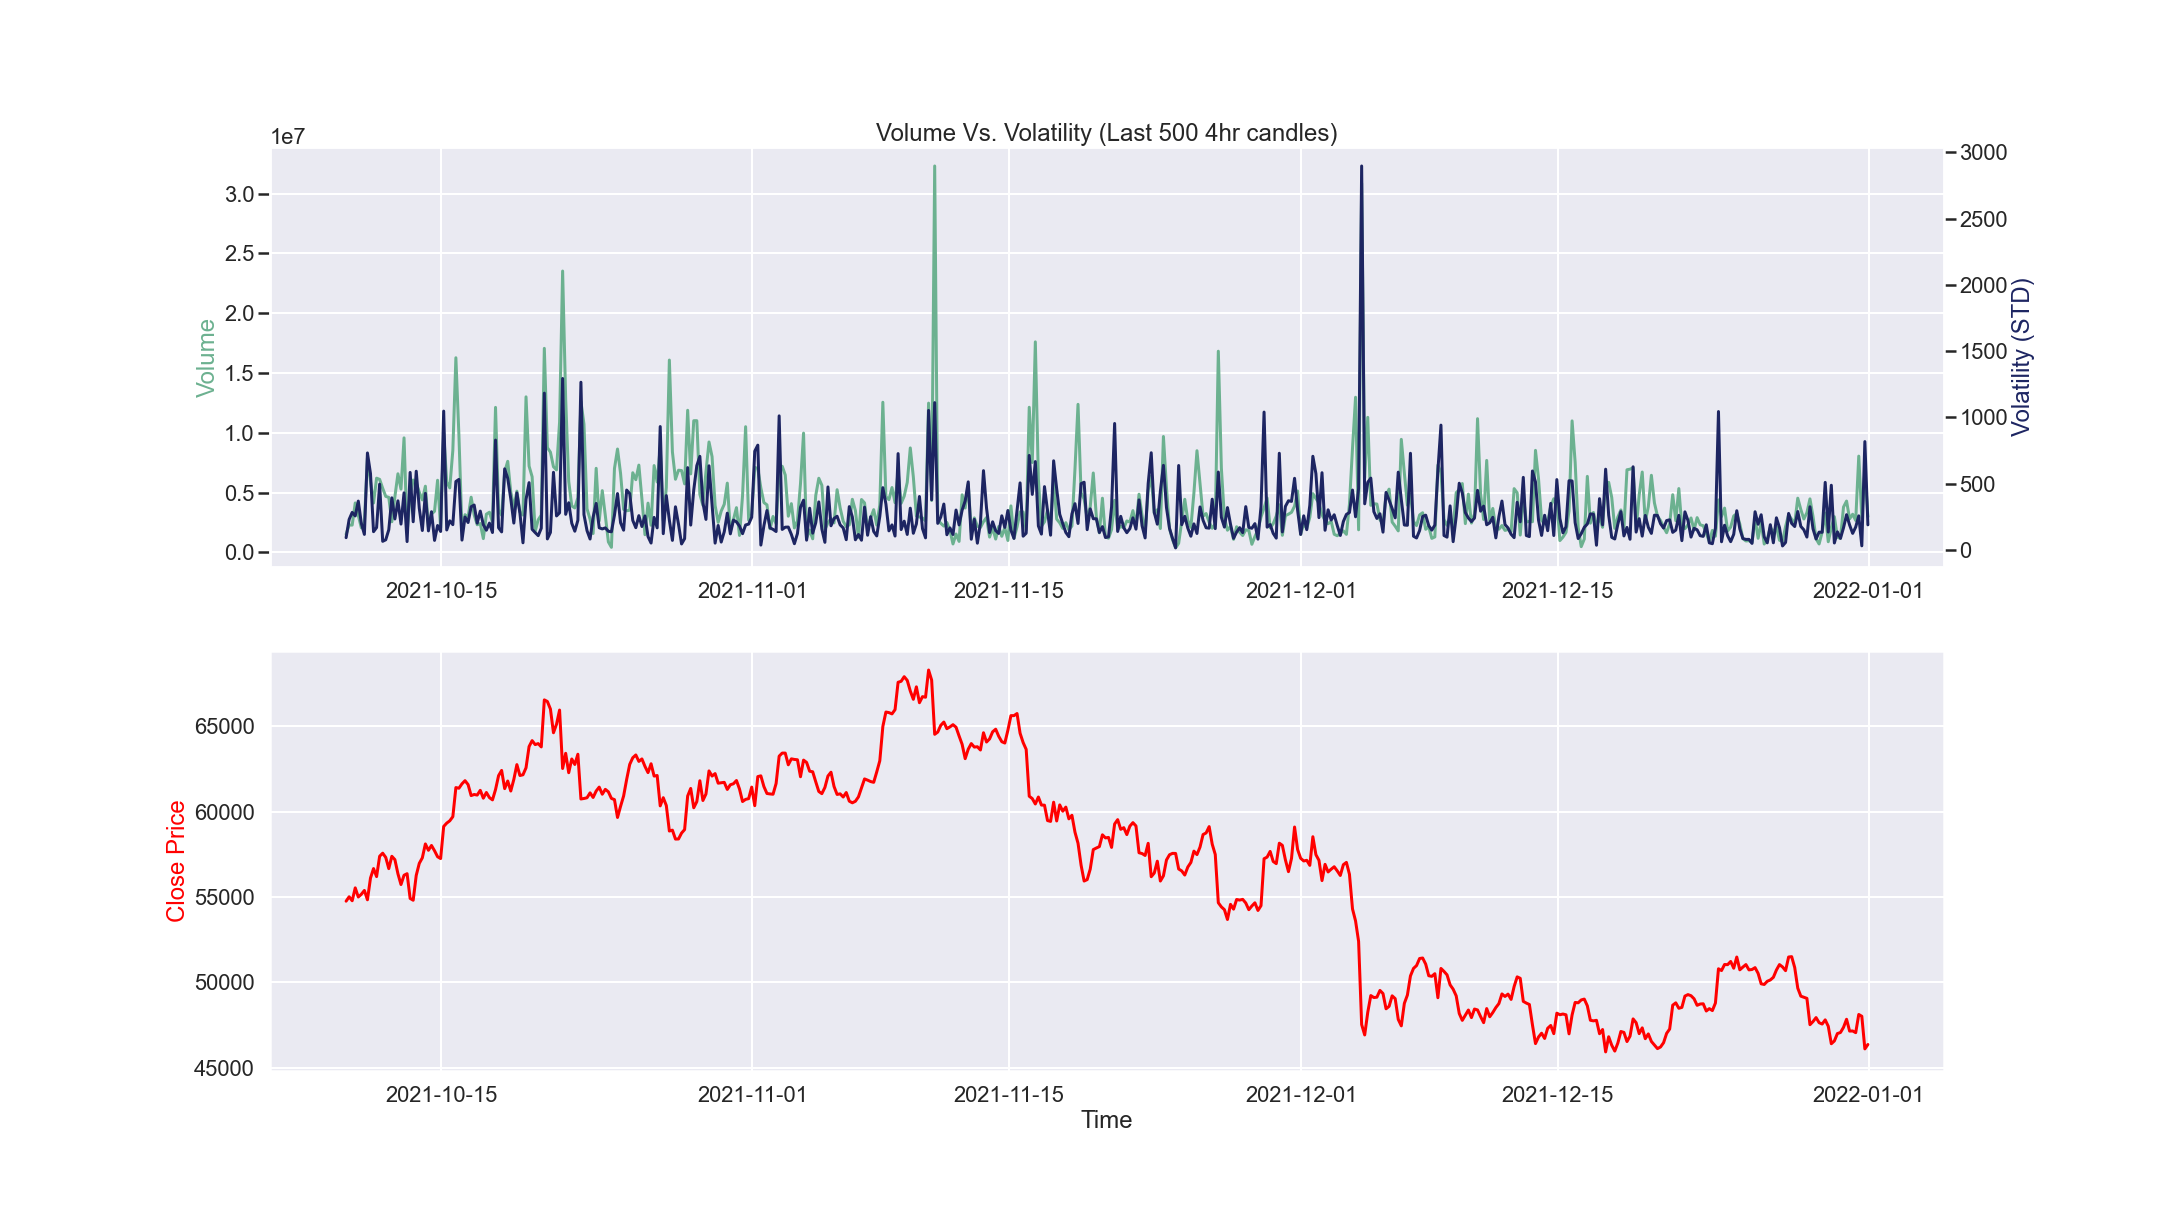 Volume Vs. Volatility (Last 500 4hr candles)
1e7
3.0
2.5
2.0
1.5
1.0
0.5
0.0
Volume
3000
2500
2000
1500
1000
500
0
Volatility (STD)
2021-10-15 2021-11-01 2021-11-15 2021-12-01 2021-12-15 2022-01-01
65000
60000
55000
50000
45000
Close Price
2021-10-15 2021-11-01 2021-11-15 2021-12-01 2021-12-15 2022-01-01
Time